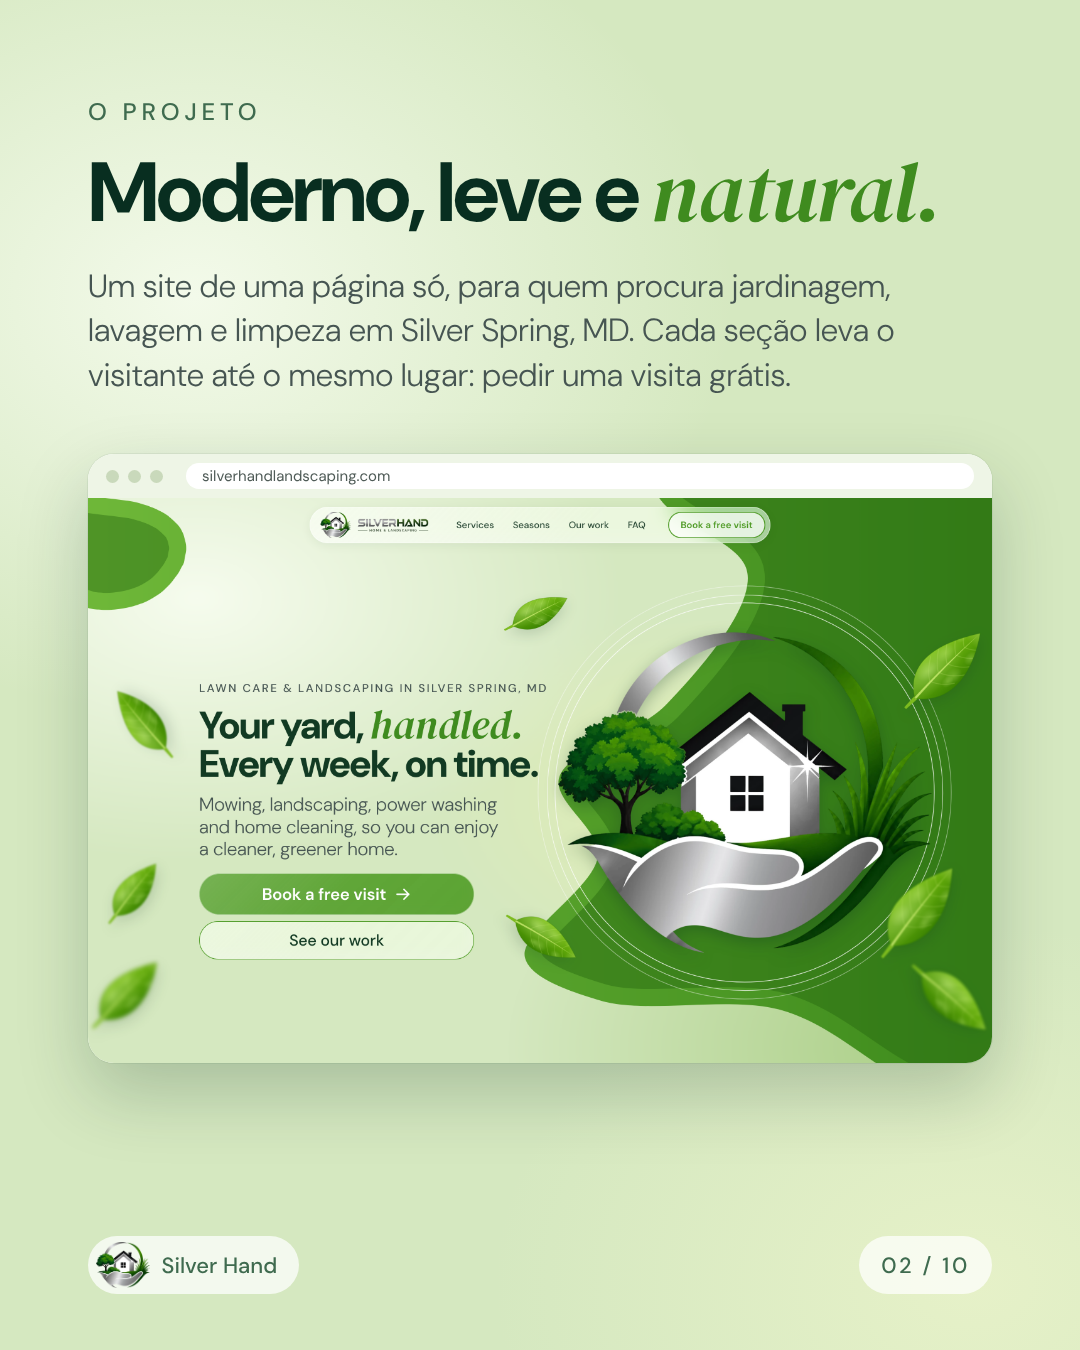 O PROJETO
Moderno, leve e natural.
Um site de uma página só, para quem procura jardinagem,
lavagem e limpeza em Silver Spring, MD. Cada seção leva o
visitante até o mesmo lugar: pedir uma visita grátis.
silverhandlandscaping.com
SILVERHAND
HOME & LANDSCAPING
Services Seasons Our work FAQ Book a free visit
LAWN CARE & LANDSCAPING IN SILVER SPRING, MD
Your yard, handled.
Every week, on time.
Mowing, landscaping, power washing
and home cleaning, so you can enjoy
a cleaner, greener home.
Book a free visit →
See our work
Silver Hand
02 / 10